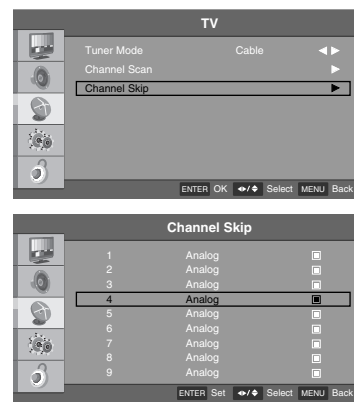 TV
Tuner Mode Cable
Channel Scan
Channel Skip
ENTER OK Select MENU Back
Channel Skip
1 Analog
2 Analog
3 Analog
4 Analog
5 Analog
6 Analog
7 Analog
8 Analog
9 Analog
ENTER Set Select MENU Back